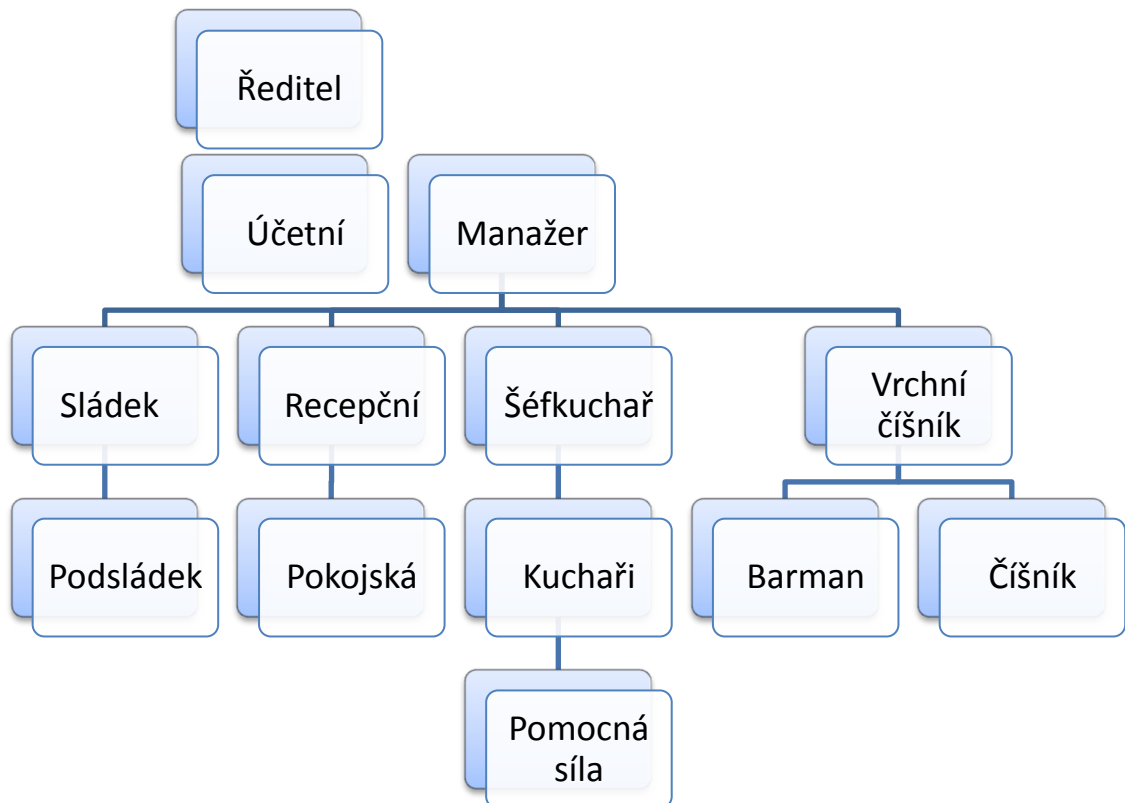 Ředitel
Účetní
Manažer
Sládek
Recepční
Šéfkuchař
Vrchní
číšník
Podsládek
Pokojská
Kuchaři
Barman
Číšník
Pomocná
síla